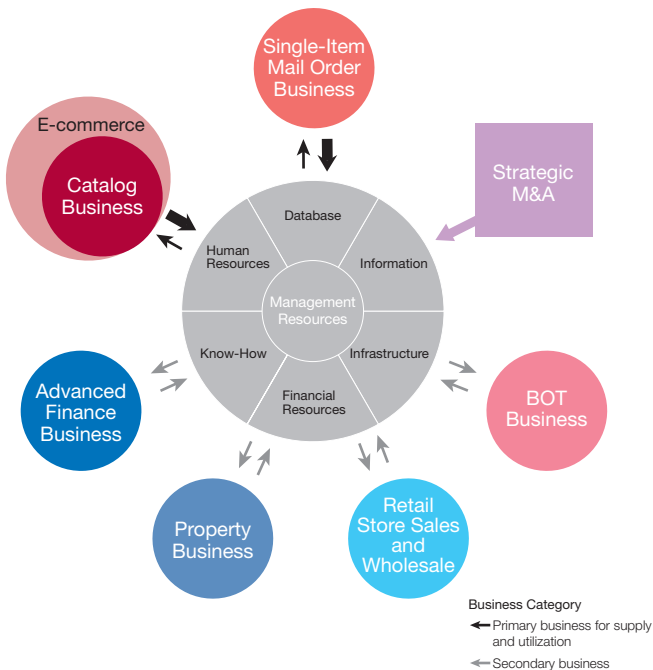 Single-Item
Mail Order
Business
E-commerce
Catalog
Business
Strategic
M&A
Database
Human
Resources
Information
Management
Resources
Know-How
Infrastructure
Financial
Resources
Advanced
Finance
Business
BOT
Business
Property
Business
Retail
Store Sales
and
Wholesale
Business Category
Primary business for supply
and utilization
Secondary business